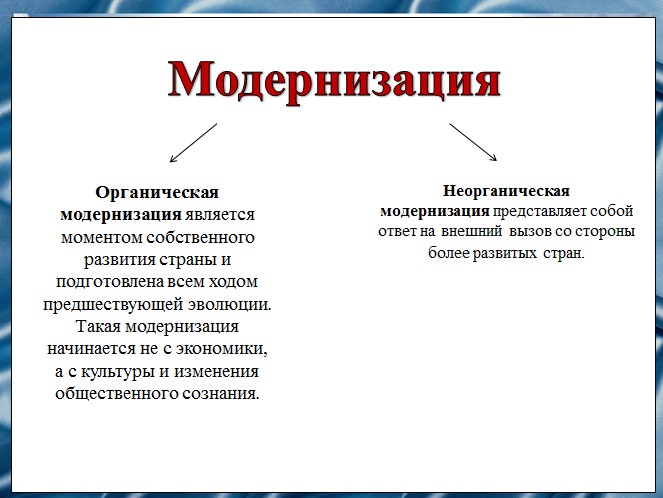 Модернизация
Органическая
модернизация является
моментом собственного
развития страны и
подготовлена всем ходом
предшествующей эволюции.
Такая модернизация
начинается не с экономики,
а с культуры и изменения
общественного сознания.
Неорганическая
модернизация представляет собой
ответ на внешний вызов со стороны
более развитых стран.